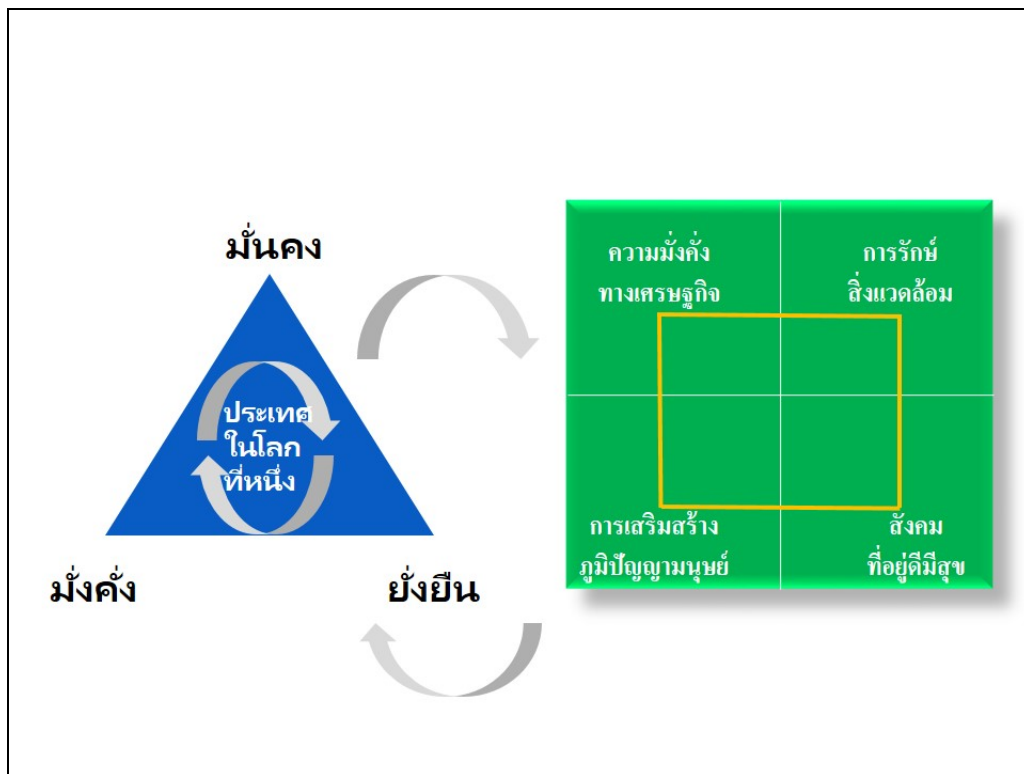 มั่นคง
ประเทศ
ในโลก
ที่หนึ่ง
มั่งคั่ง
ยั่งยืน
ความมั่งคั่ง
ทางเศรษฐกิจ
การรักษ์
สิ่งแวดล้อม
การเสริมสร้าง
ภูมิปัญญามนุษย์
สังคม
ที่อยู่ดีมีสุข